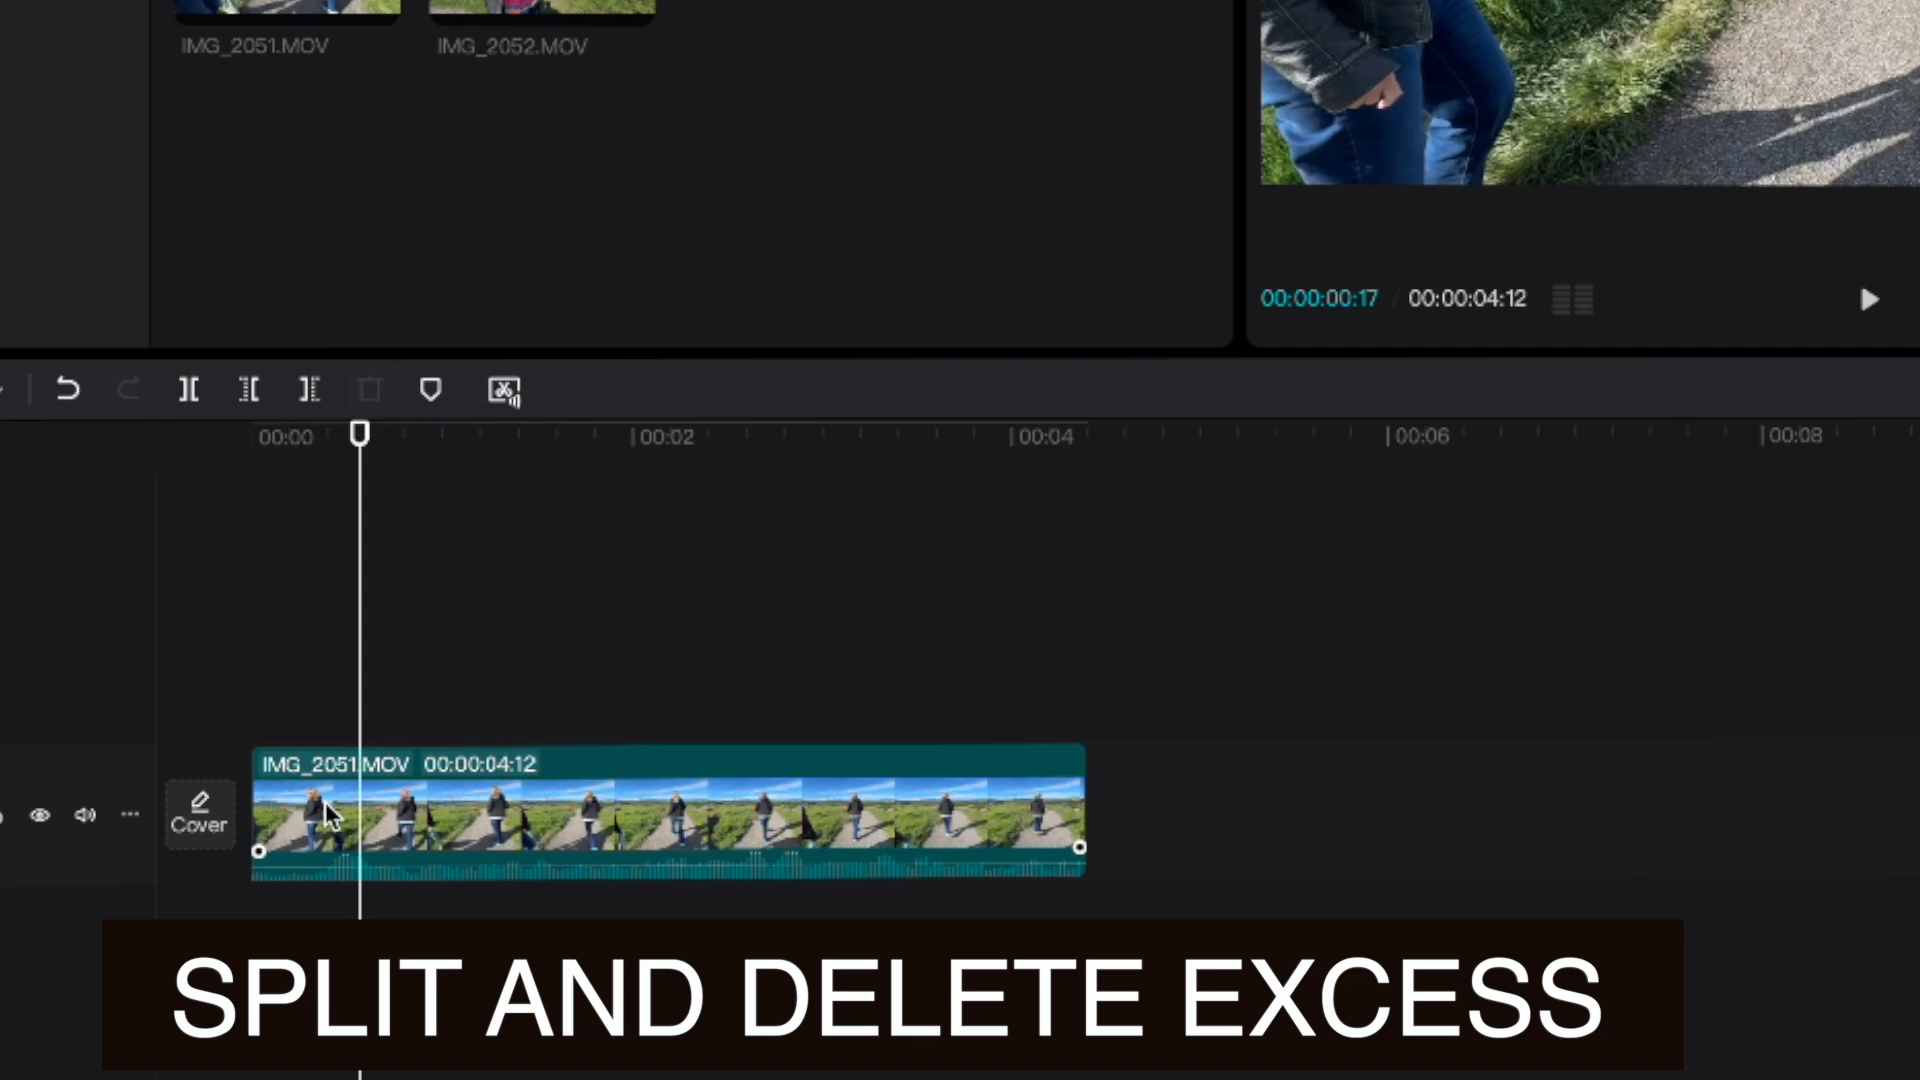 IMG_2051.MOV
IMG_2052.MOV
00:00:00:17 / 00:00:04:12
00:00
00:02
00:04
00:06
00:08
IMG_2051.MOV 00:00:04:12
Cover
SPLIT AND DELETE EXCESS